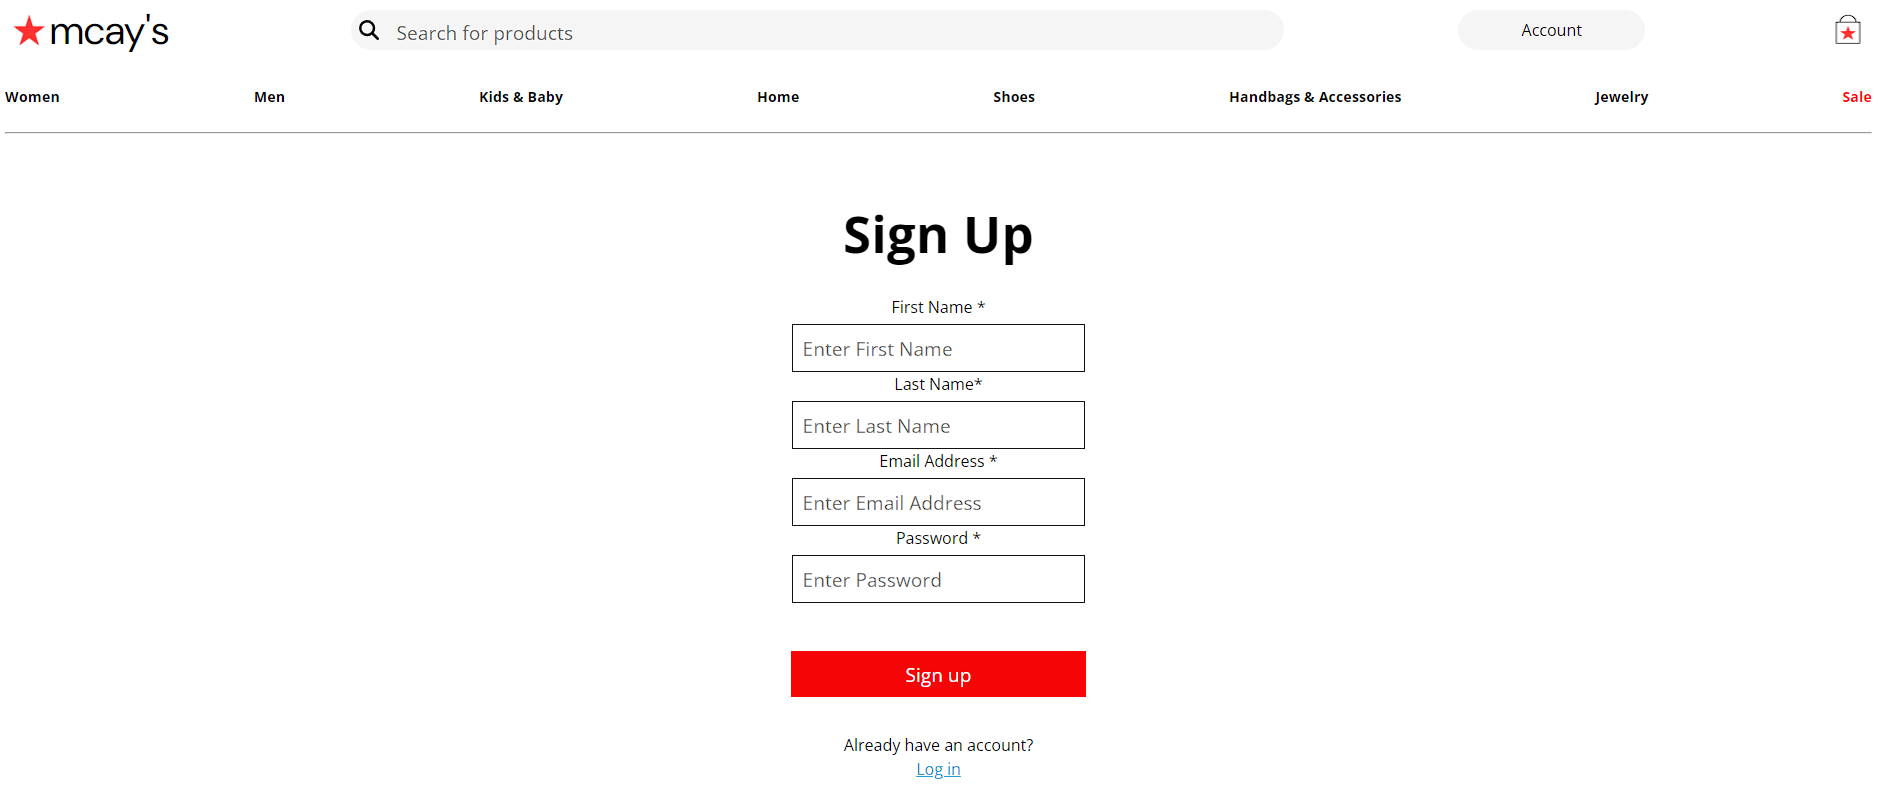 mcay's
Search for products
Account
Women Men Kids & Baby Home Shoes Handbags & Accessories Jewelry Sale
Sign Up
First Name *
Enter First Name
Last Name*
Enter Last Name
Email Address *
Enter Email Address
Password *
Enter Password
Sign up
Already have an account?
Log in